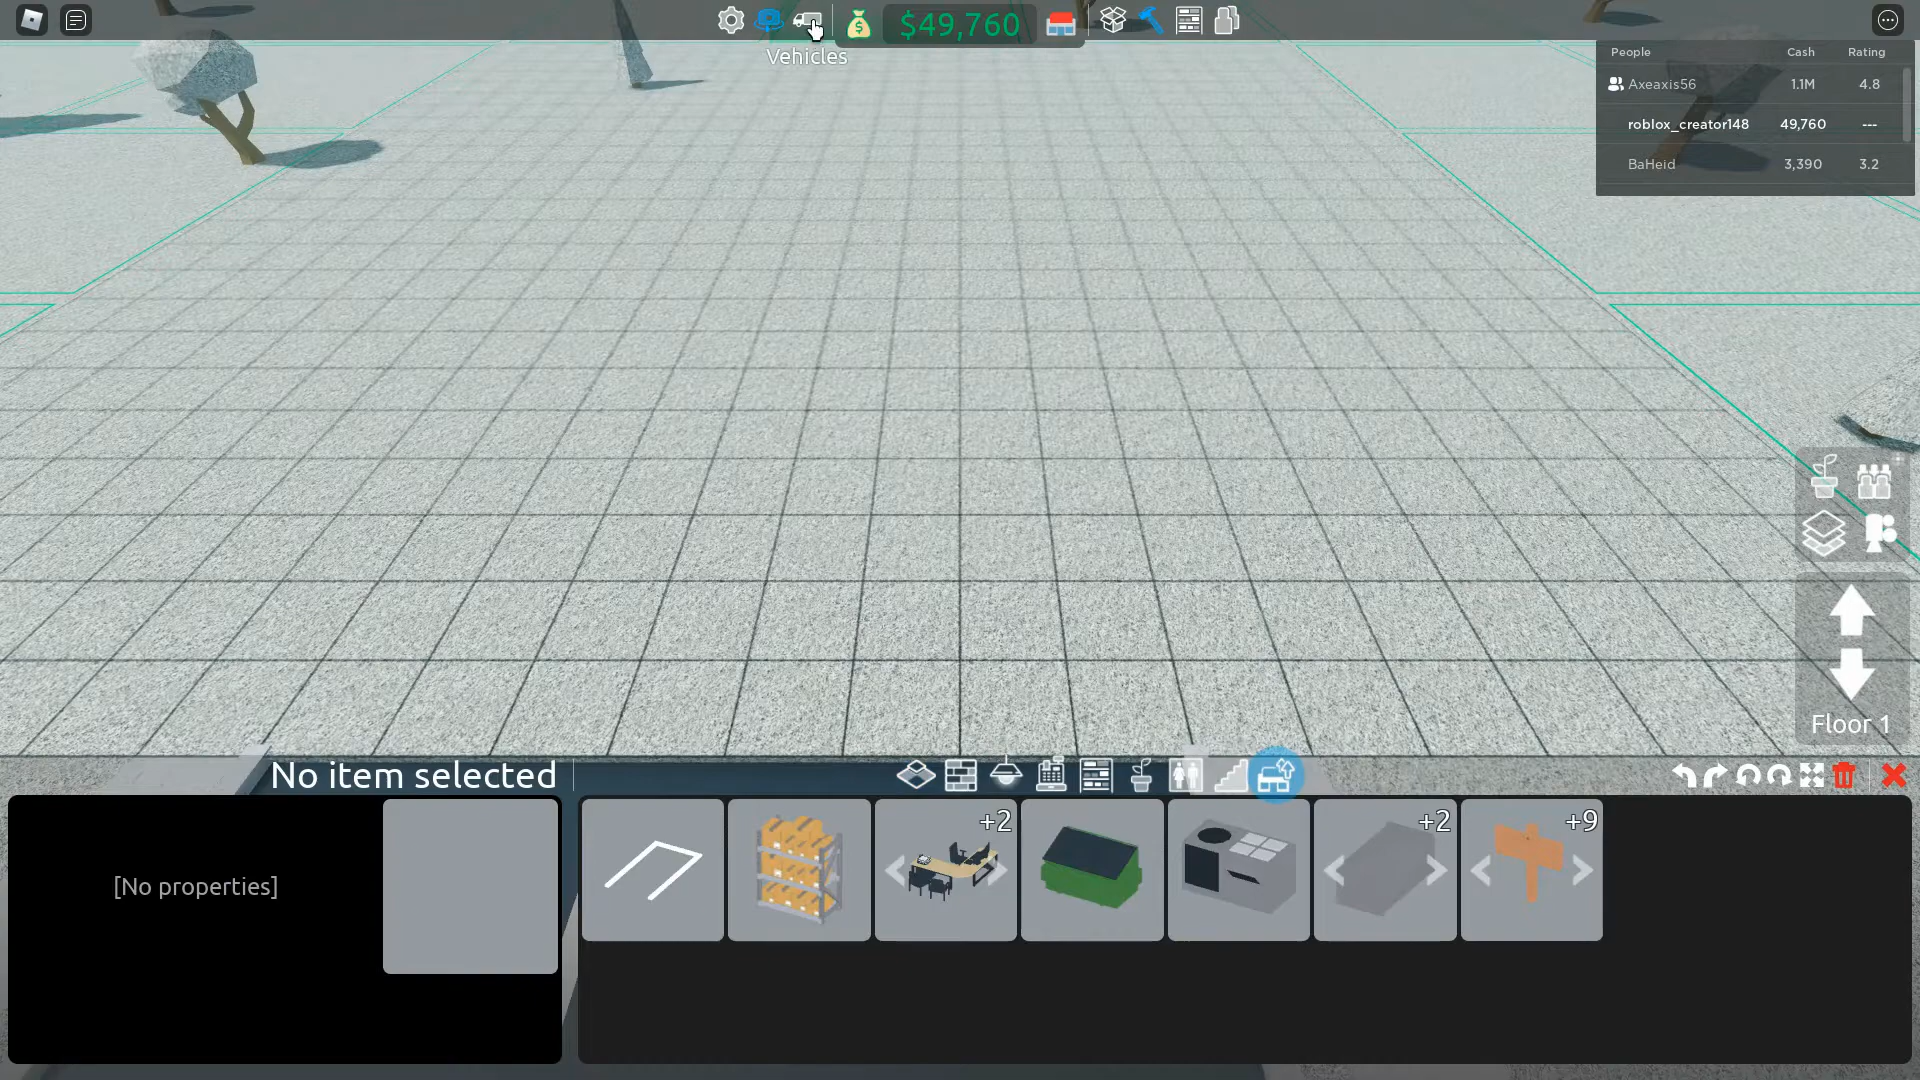 $49,760
Vehicles
People Cash Rating
Axeaxis56 1.1M 4.8
roblox_creator148 49,760 ---
BaHeid 3,390 3.2
Floor 1
No item selected
[No properties]
+2
+2
+9